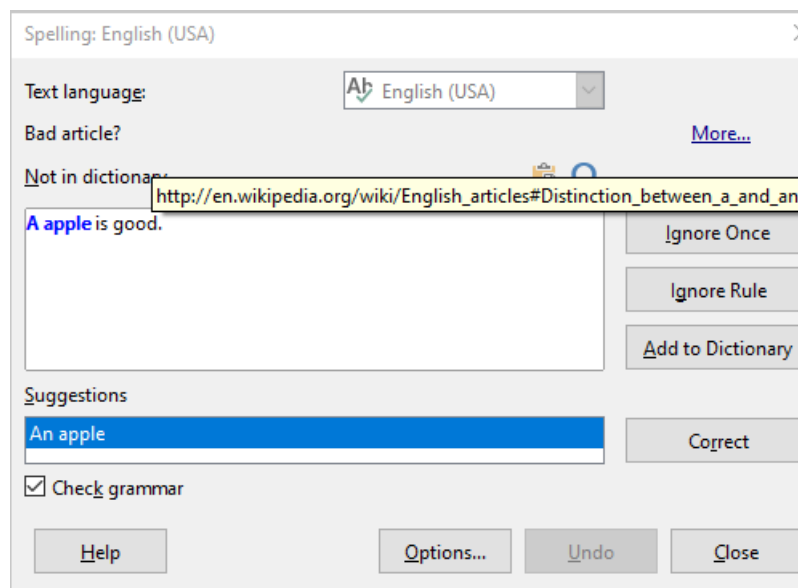 Spelling: English (USA)
Text language: English (USA)
Bad article? More...
Not in dictionary
http://en.wikipedia.org/wiki/English_articles#Distinction_between_a_and_an
A apple is good.
Ignore Once
Ignore Rule
Add to Dictionary
Suggestions
An apple
Correct
Check grammar
Help Options... Undo Close